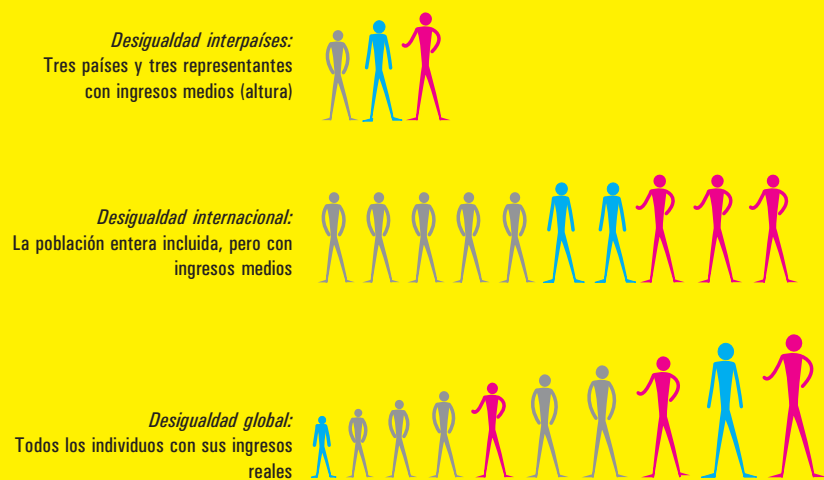 Desigualdad interpaíses:
Tres países y tres representantes
con ingresos medios (altura)
Desigualdad internacional:
La población entera incluida, pero con
ingresos medios
Desigualdad global:
Todos los individuos con sus ingresos
reales